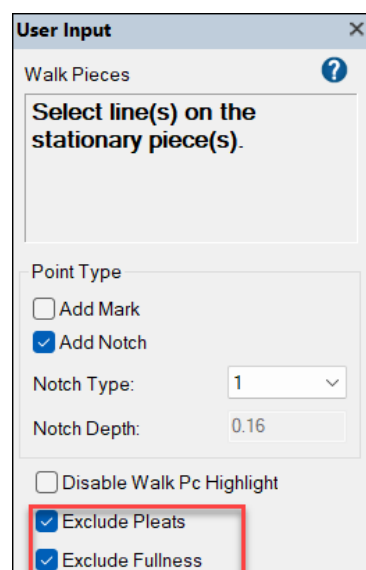 User Input
Walk Pieces
Select line(s) on the
stationary piece(s).
Point Type
Add Mark
Add Notch
Notch Type: 1
Notch Depth: 0.16
Disable Walk Pc Highlight
Exclude Pleats
Exclude Fullness